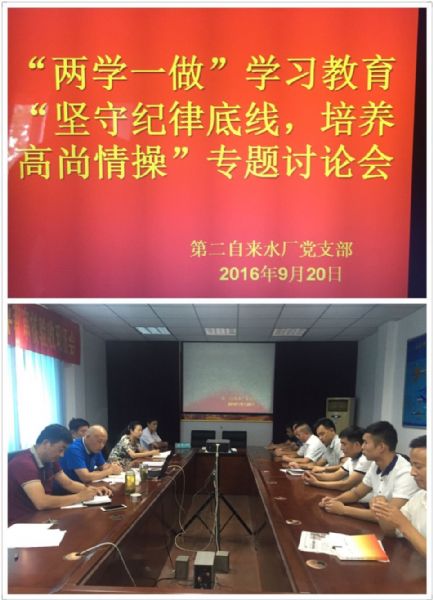 “两学一做”学习教育
“坚守纪律底线，培养
高尚情操”专题讨论会
第二自来水厂党支部
2016年9月20日